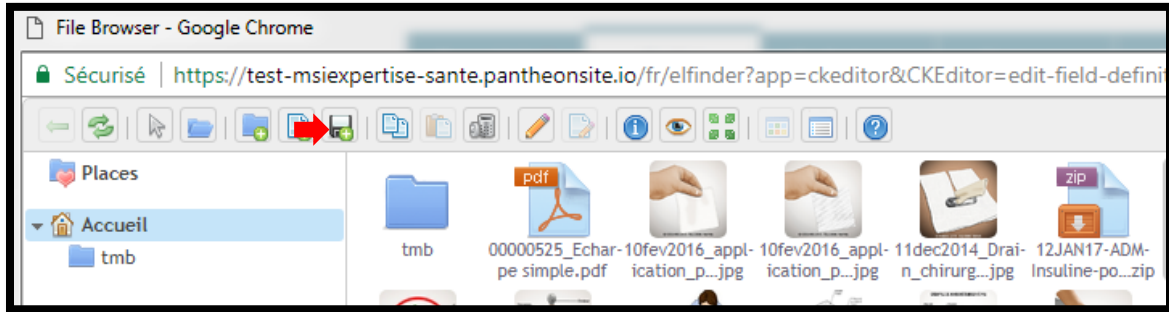 File Browser - Google Chrome
Sécurisé | https://test-msiexpertise-sante.pantheonsite.io/fr/elfinder?app=ckeditor&CKEditor=edit-field-definit
Places
Accueil
tmb
pdf
zip
tmb
00000525_Echar-
pe simple.pdf
10fev2016_appl-
ication_p...jpg
10fev2016_appl-
ication_p...jpg
11dec2014_Drai-
n_chirurg...jpg
12JAN17-ADM-
Insuline-po...zip